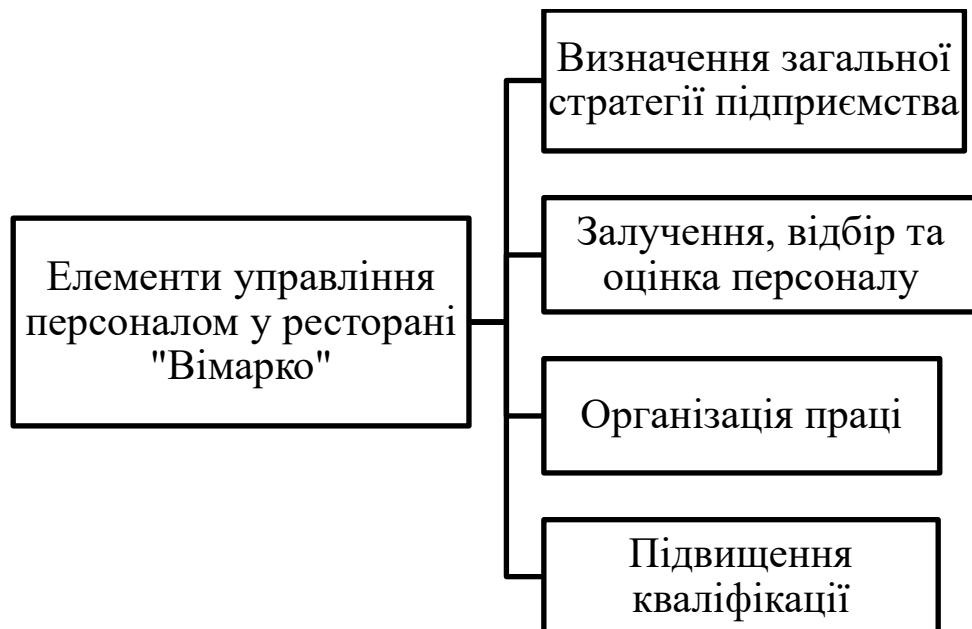 Визначення загальної
стратегії підприємства
Залучення, відбір та
оцінка персоналу
Елементи управління
персоналом у ресторані
"Вімарко"
Організація праці
Підвищення
кваліфікації